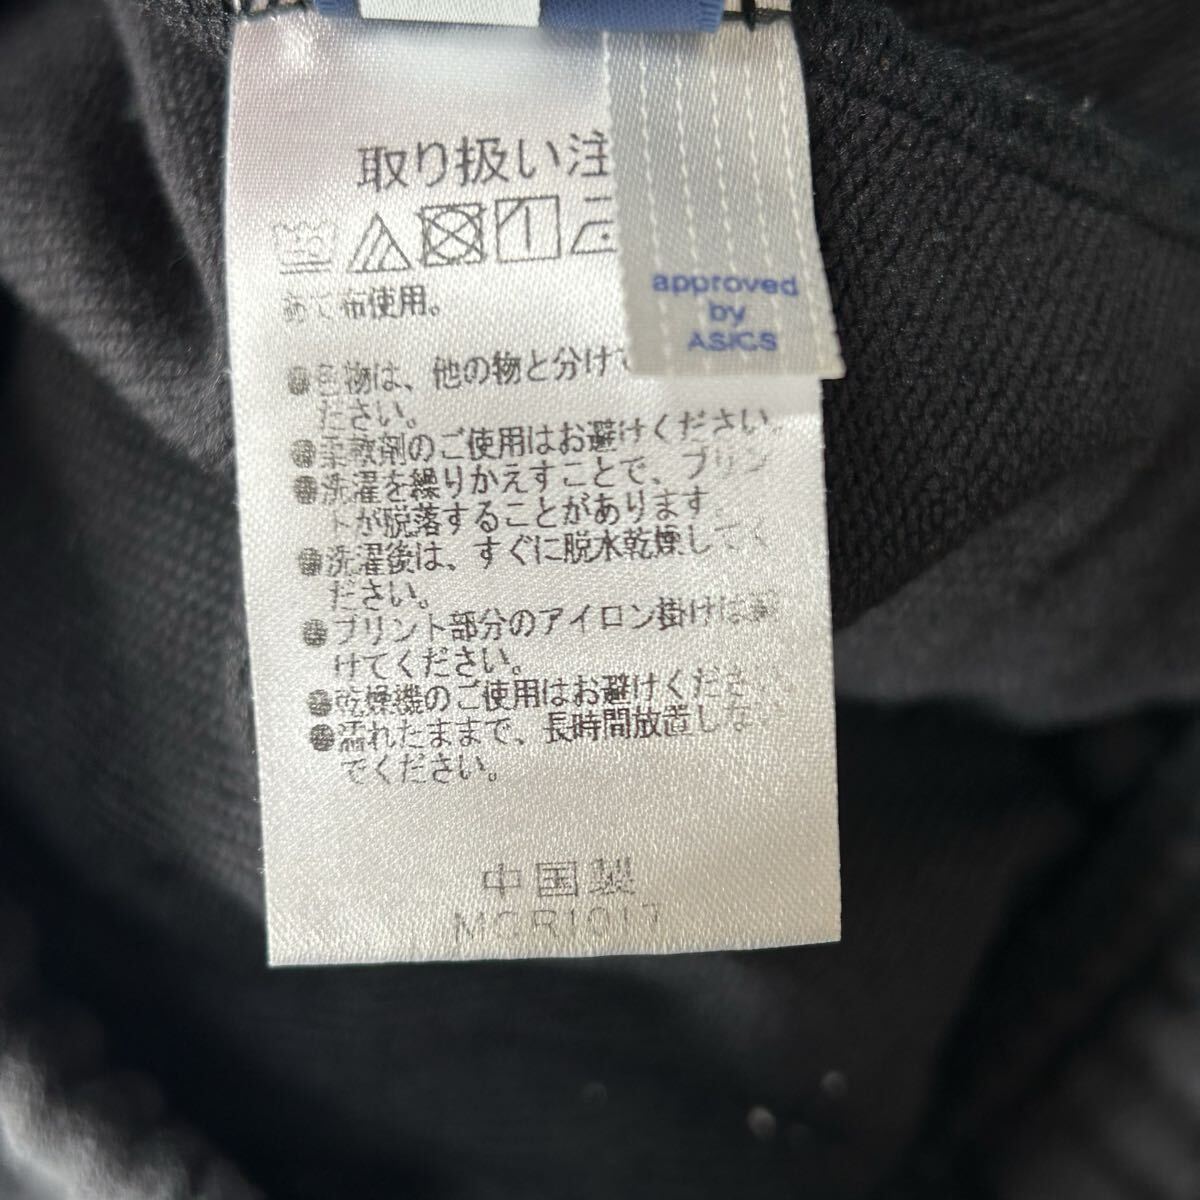 取り扱い注
approved
by
ASICS
あて布使用。
●色物は、他の物と分けて
ださい。
●柔軟剤のご使用はお避けください。
●洗濯を繰りかえすことで、プリン
トが脱落することがあります。
●洗濯後は、すぐに脱水乾燥してく
ださい。
●プリント部分のアイロン掛けは避
けてください。
●乾燥機のご使用はお避けくださ
●濡れたままで、長時間放置しない
でください。
中国製
MGR1017